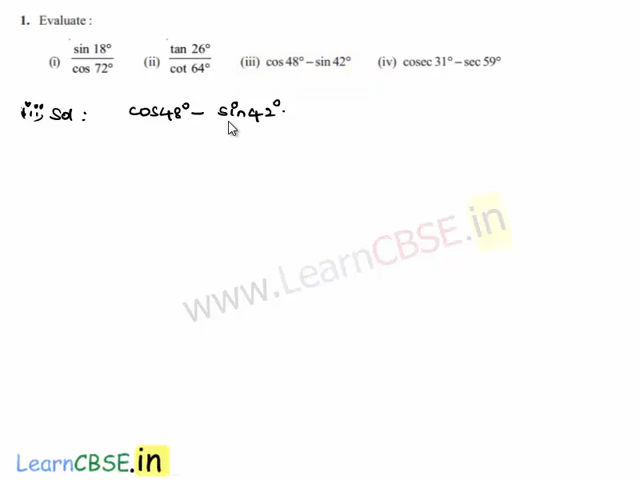 1. Evaluate :
(i) sin 18° / cos 72° (ii) tan 26° / cot 64° (iii) cos 48° – sin 42° (iv) cosec 31° – sec 59°
iii) Sol : cos48° – sin42°.
www.LearnCBSE.in
LearnCBSE.in